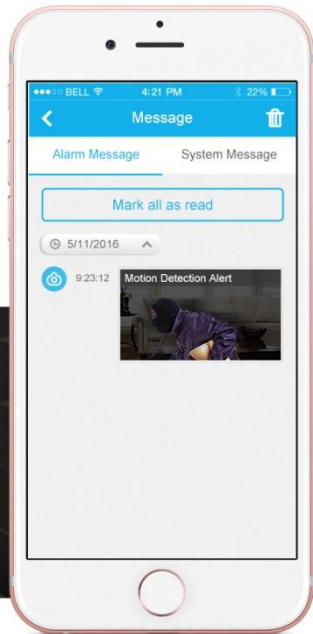 BELL 4:21 PM 22%
Message
Alarm Message System Message
Mark all as read
5/11/2016
9:23:12 Motion Detection Alert